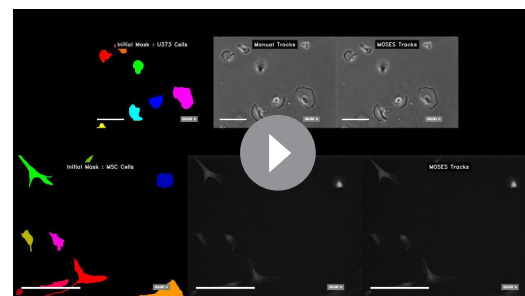 Initial Mask : U373 Cells
Manual Tracks
MOSES Tracks
Initial Mask : MSC Cells
MOSES Tracks